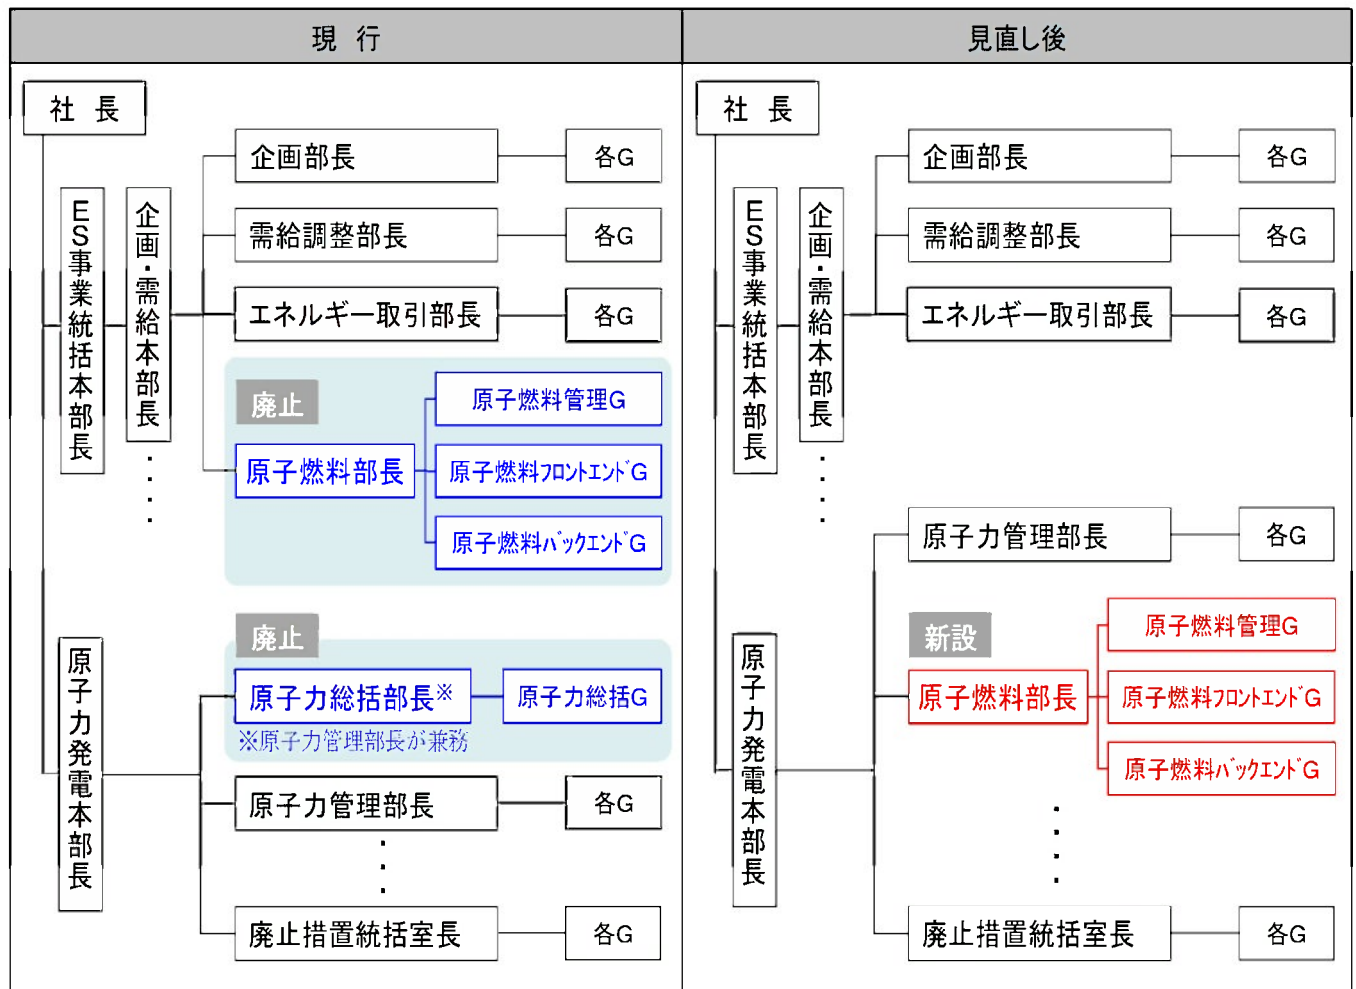 現 行
見直し後
社 長
企画部長
各G
需給調整部長
各G
エネルギー取引部長
各G
ES事業統括本部長
企画・需給本部長
廃止
原子燃料部長
原子燃料管理G
原子燃料フロントエンドG
原子燃料バックエンドG
廃止
原子力総括部長※
原子力総括G
※原子力管理部長が兼務
原子力発電本部長
原子力管理部長
各G
廃止措置統括室長
各G
社 長
企画部長
各G
需給調整部長
各G
エネルギー取引部長
各G
ES事業統括本部長
企画・需給本部長
原子力管理部長
各G
新設
原子燃料部長
原子燃料管理G
原子燃料フロントエンドG
原子燃料バックエンドG
原子力発電本部長
廃止措置統括室長
各G